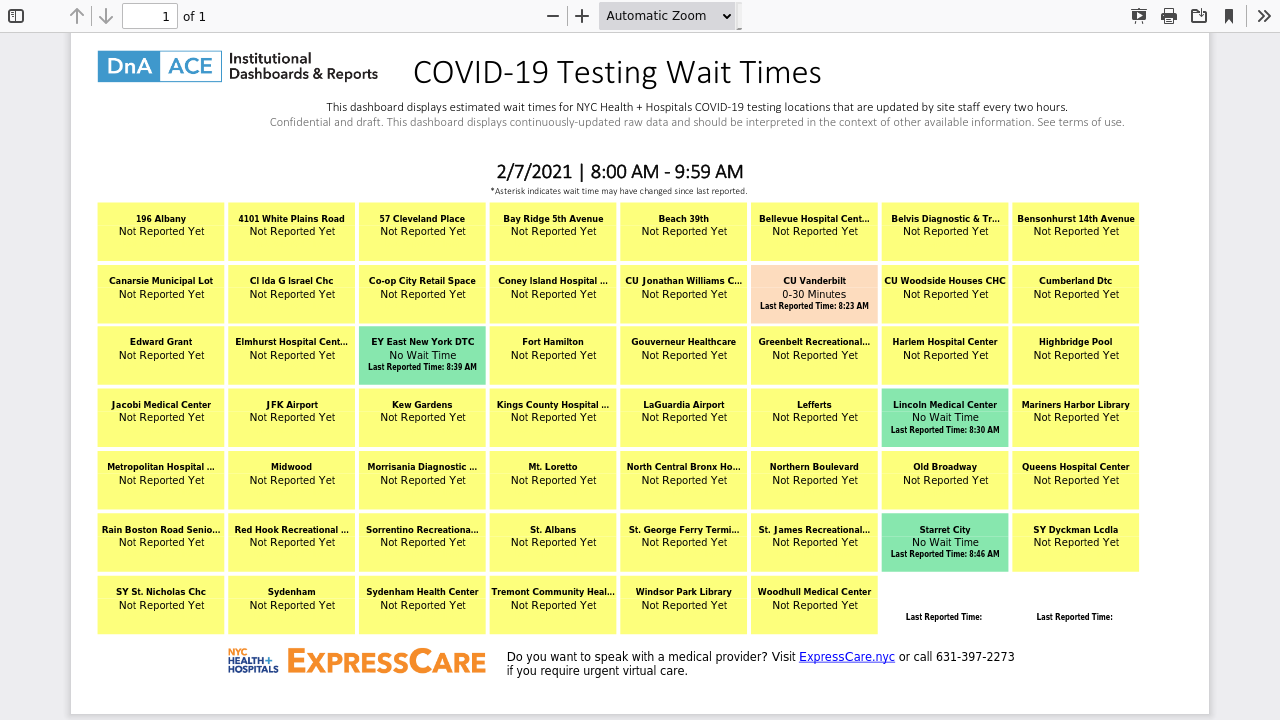 1 of 1 Automatic Zoom
DnA ACE Institutional Dashboards & Reports
COVID-19 Testing Wait Times
This dashboard displays estimated wait times for NYC Health + Hospitals COVID-19 testing locations that are updated by site staff every two hours.
Confidential and draft. This dashboard displays continuously-updated raw data and should be interpreted in the context of other available information. See terms of use.
2/7/2021 | 8:00 AM - 9:59 AM
*Asterisk indicates wait time may have changed since last reported.
196 Albany
Not Reported Yet
4101 White Plains Road
Not Reported Yet
57 Cleveland Place
Not Reported Yet
Bay Ridge 5th Avenue
Not Reported Yet
Beach 39th
Not Reported Yet
Bellevue Hospital Cent...
Not Reported Yet
Belvis Diagnostic & Tr...
Not Reported Yet
Bensonhurst 14th Avenue
Not Reported Yet
Canarsie Municipal Lot
Not Reported Yet
CI Ida G Israel Chc
Not Reported Yet
Co-op City Retail Space
Not Reported Yet
Coney Island Hospital ...
Not Reported Yet
CU Jonathan Williams C...
Not Reported Yet
CU Vanderbilt
0-30 Minutes
Last Reported Time: 8:23 AM
CU Woodside Houses CHC
Not Reported Yet
Cumberland Dtc
Not Reported Yet
Edward Grant
Not Reported Yet
Elmhurst Hospital Cent...
Not Reported Yet
EY East New York DTC
No Wait Time
Last Reported Time: 8:39 AM
Fort Hamilton
Not Reported Yet
Gouverneur Healthcare
Not Reported Yet
Greenbelt Recreational...
Not Reported Yet
Harlem Hospital Center
Not Reported Yet
Highbridge Pool
Not Reported Yet
Jacobi Medical Center
Not Reported Yet
JFK Airport
Not Reported Yet
Kew Gardens
Not Reported Yet
Kings County Hospital ...
Not Reported Yet
LaGuardia Airport
Not Reported Yet
Lefferts
Not Reported Yet
Lincoln Medical Center
No Wait Time
Last Reported Time: 8:30 AM
Mariners Harbor Library
Not Reported Yet
Metropolitan Hospital ...
Not Reported Yet
Midwood
Not Reported Yet
Morrisania Diagnostic ...
Not Reported Yet
Mt. Loretto
Not Reported Yet
North Central Bronx Ho...
Not Reported Yet
Northern Boulevard
Not Reported Yet
Old Broadway
Not Reported Yet
Queens Hospital Center
Not Reported Yet
Rain Boston Road Senio...
Not Reported Yet
Red Hook Recreational ...
Not Reported Yet
Sorrentino Recreationa...
Not Reported Yet
St. Albans
Not Reported Yet
St. George Ferry Termi...
Not Reported Yet
St. James Recreational...
Not Reported Yet
Starret City
No Wait Time
Last Reported Time: 8:46 AM
SY Dyckman Lcdla
Not Reported Yet
SY St. Nicholas Chc
Not Reported Yet
Sydenham
Not Reported Yet
Sydenham Health Center
Not Reported Yet
Tremont Community Heal...
Not Reported Yet
Windsor Park Library
Not Reported Yet
Woodhull Medical Center
Not Reported Yet
Last Reported Time:
Last Reported Time:
NYC HEALTH+ HOSPITALS
EXPRESSCARE
Do you want to speak with a medical provider? Visit ExpressCare.nyc or call 631-397-2273
if you require urgent virtual care.